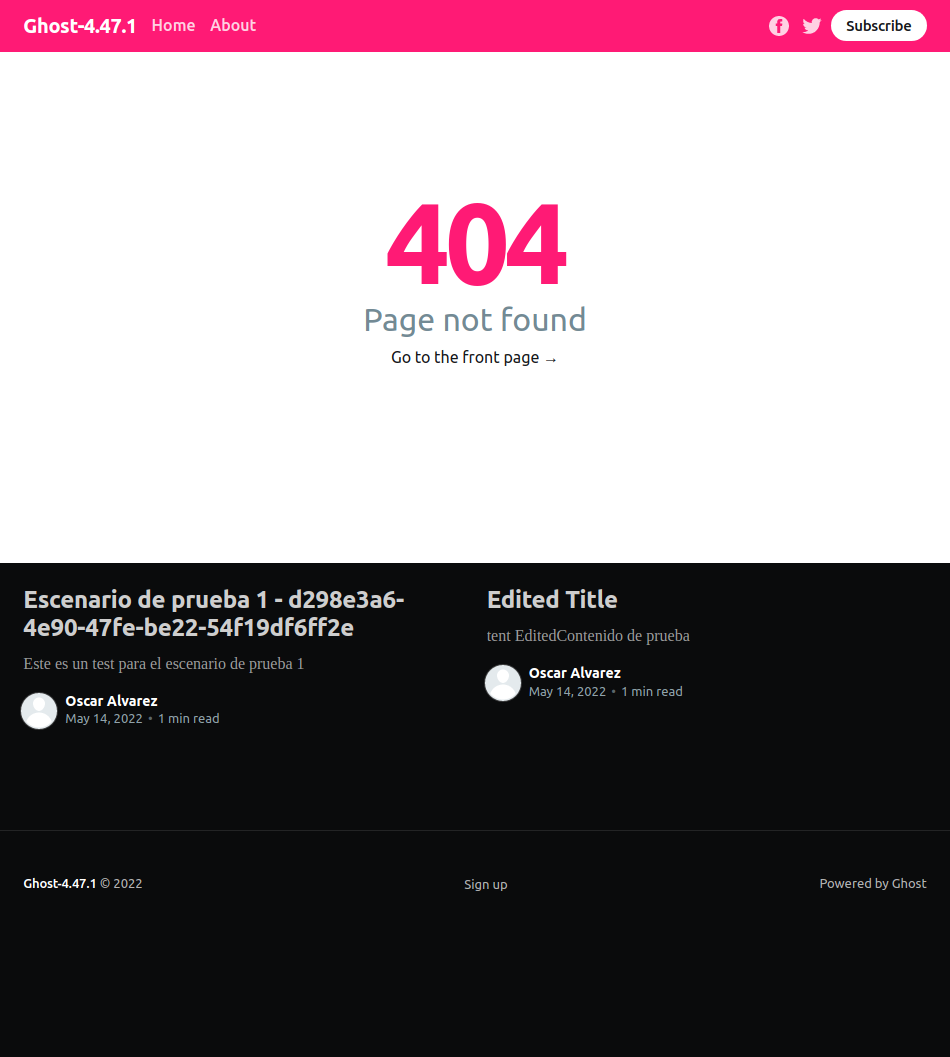 Ghost-4.47.1 Home About Subscribe
404
Page not found
Go to the front page →
Escenario de prueba 1 - d298e3a6-
4e90-47fe-be22-54f19df6ff2e
Este es un test para el escenario de prueba 1
Oscar Alvarez
May 14, 2022 • 1 min read
Edited Title
tent EditedContenido de prueba
Oscar Alvarez
May 14, 2022 • 1 min read
Ghost-4.47.1 © 2022
Sign up
Powered by Ghost